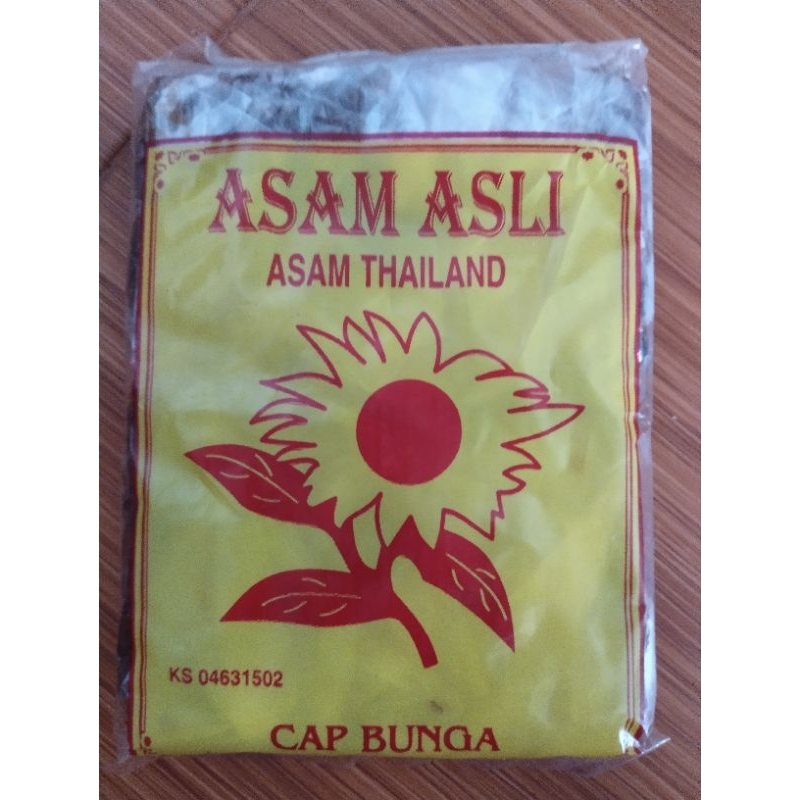 ASAM ASLI
ASAM THAILAND
KS 04631502
CAP BUNGA